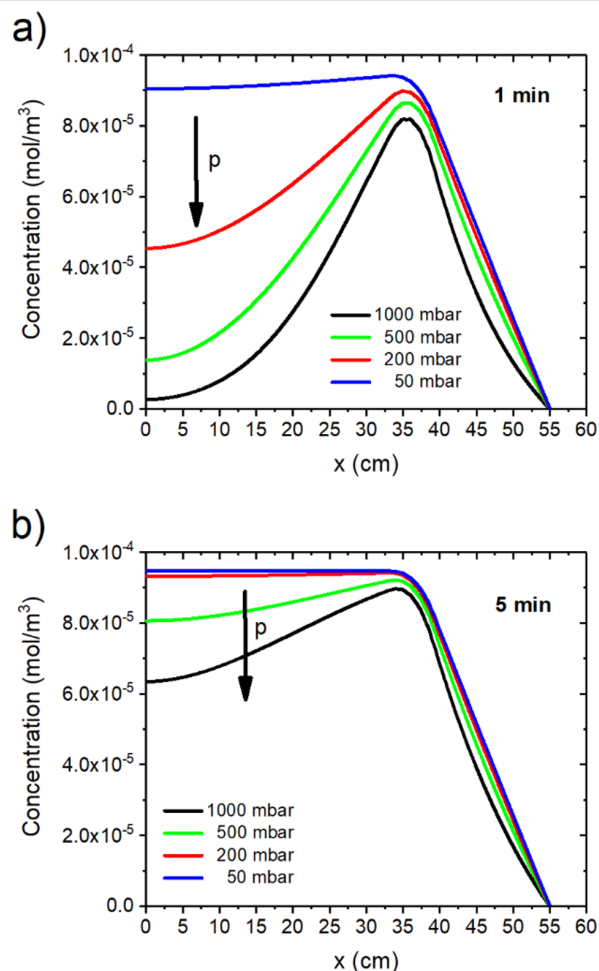 a)
1.0x10⁻⁴
8.0x10⁻⁵
6.0x10⁻⁵
4.0x10⁻⁵
2.0x10⁻⁵
0.0
Concentration (mol/m³)
1 min
p
1000 mbar
500 mbar
200 mbar
50 mbar
0 5 10 15 20 25 30 35 40 45 50 55 60
x (cm)
b)
1.0x10⁻⁴
8.0x10⁻⁵
6.0x10⁻⁵
4.0x10⁻⁵
2.0x10⁻⁵
0.0
Concentration (mol/m³)
5 min
p
1000 mbar
500 mbar
200 mbar
50 mbar
0 5 10 15 20 25 30 35 40 45 50 55 60
x (cm)